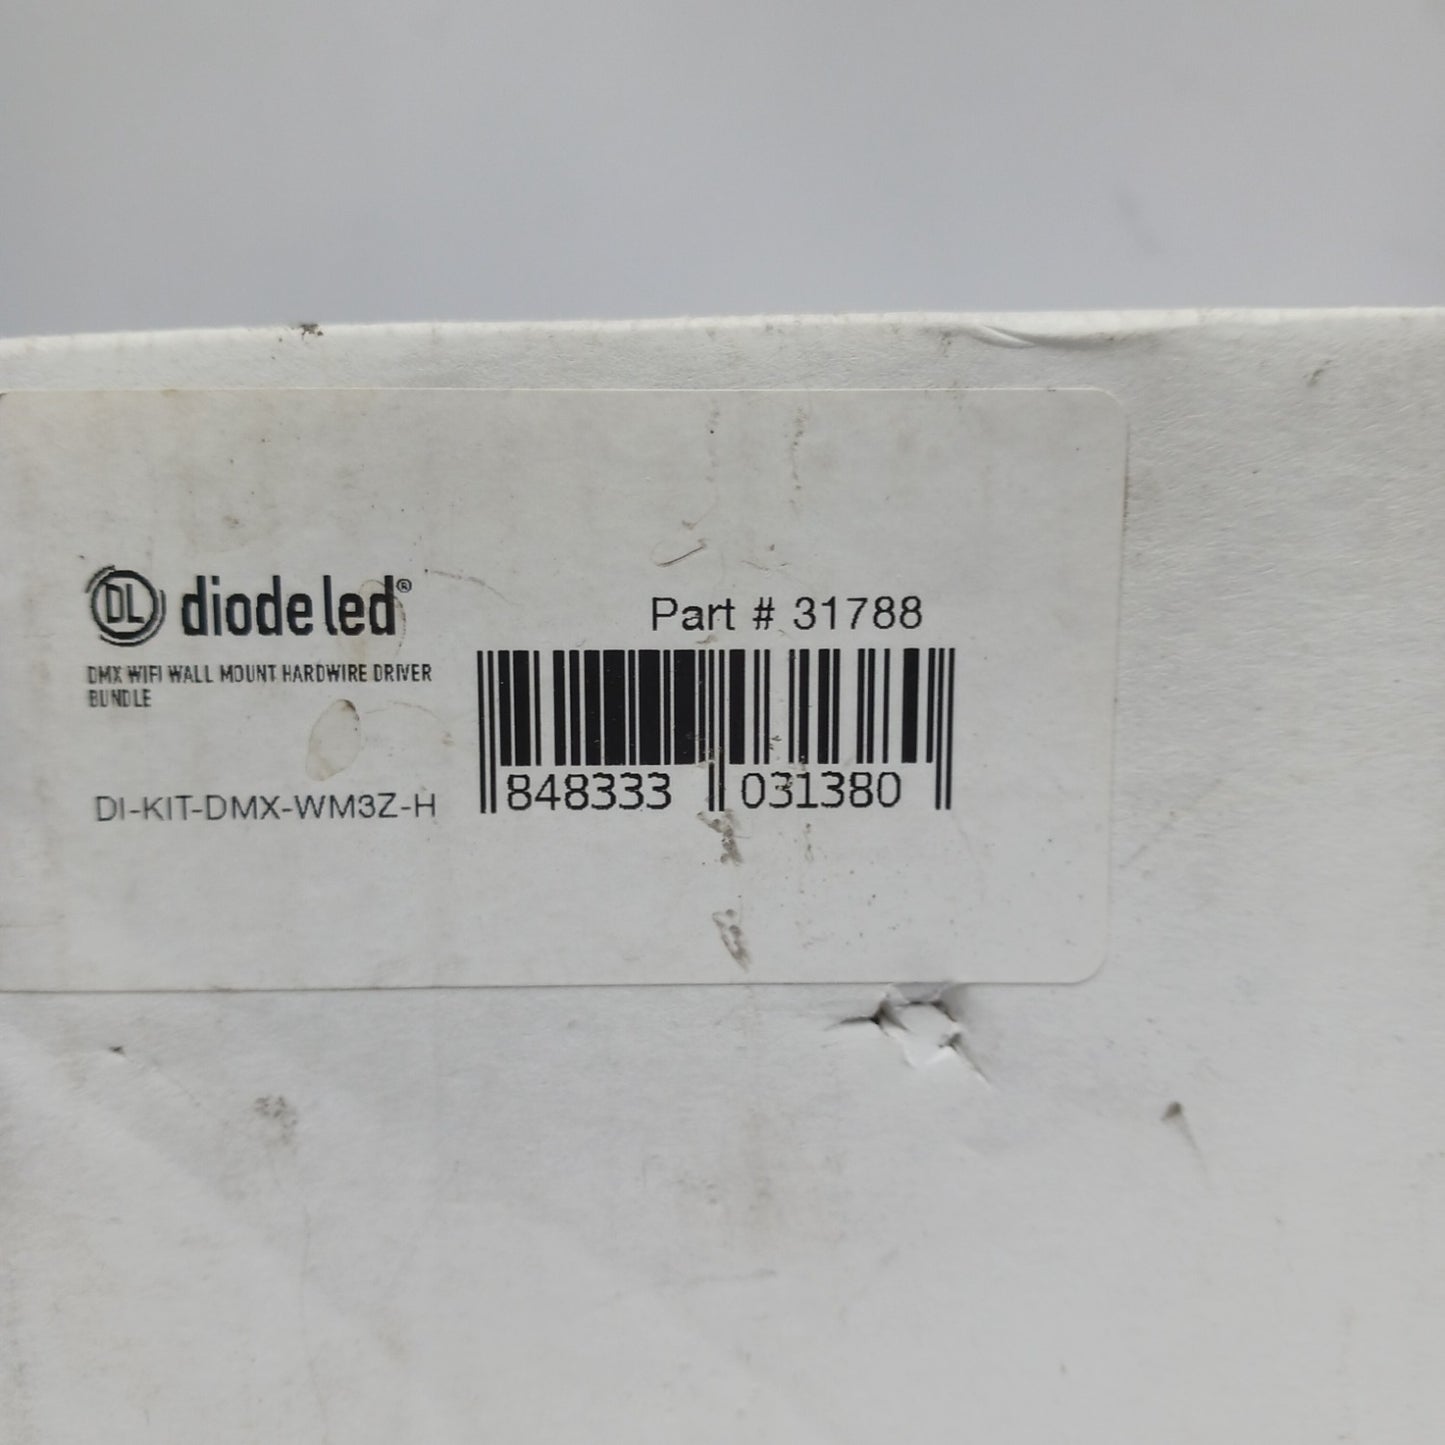 DL diode led®
DMX WIFI WALL MOUNT HARDWIRE DRIVER
BUNDLE
DI-KIT-DMX-WM3Z-H
Part # 31788
848333 031380